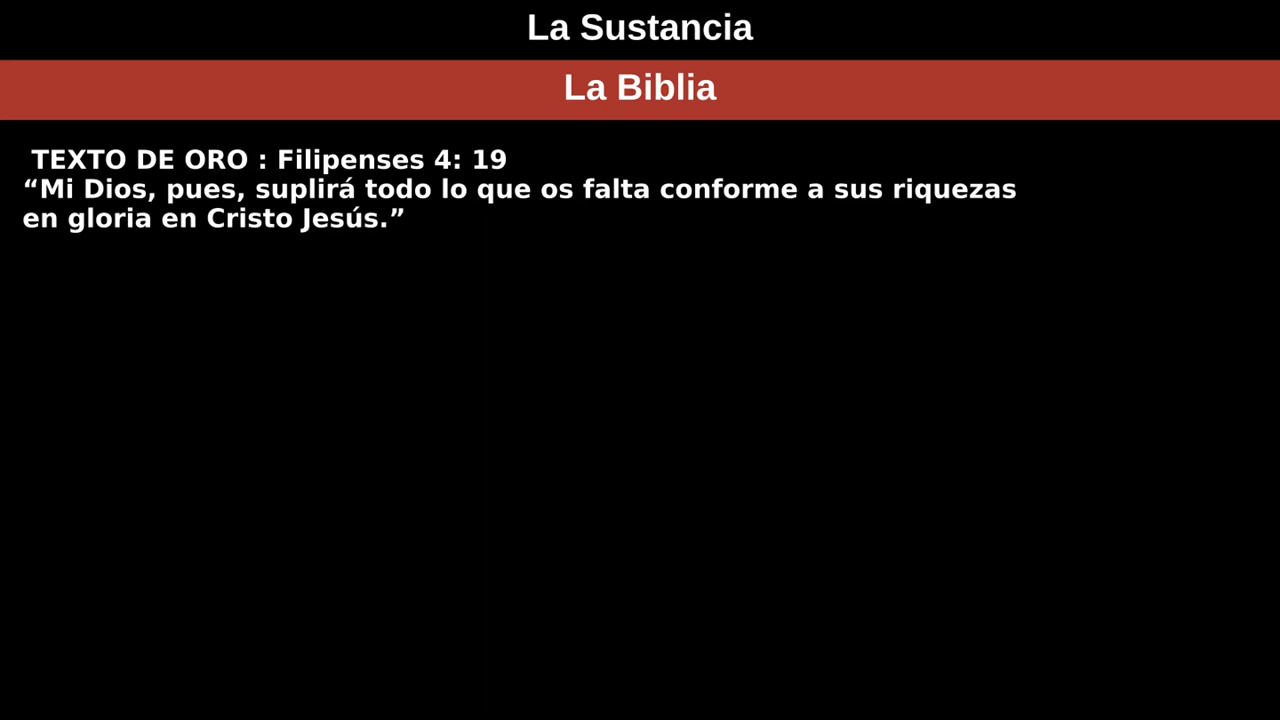 La Sustancia
La Biblia
TEXTO DE ORO : Filipenses 4: 19
“Mi Dios, pues, suplirá todo lo que os falta conforme a sus riquezas
en gloria en Cristo Jesús.”